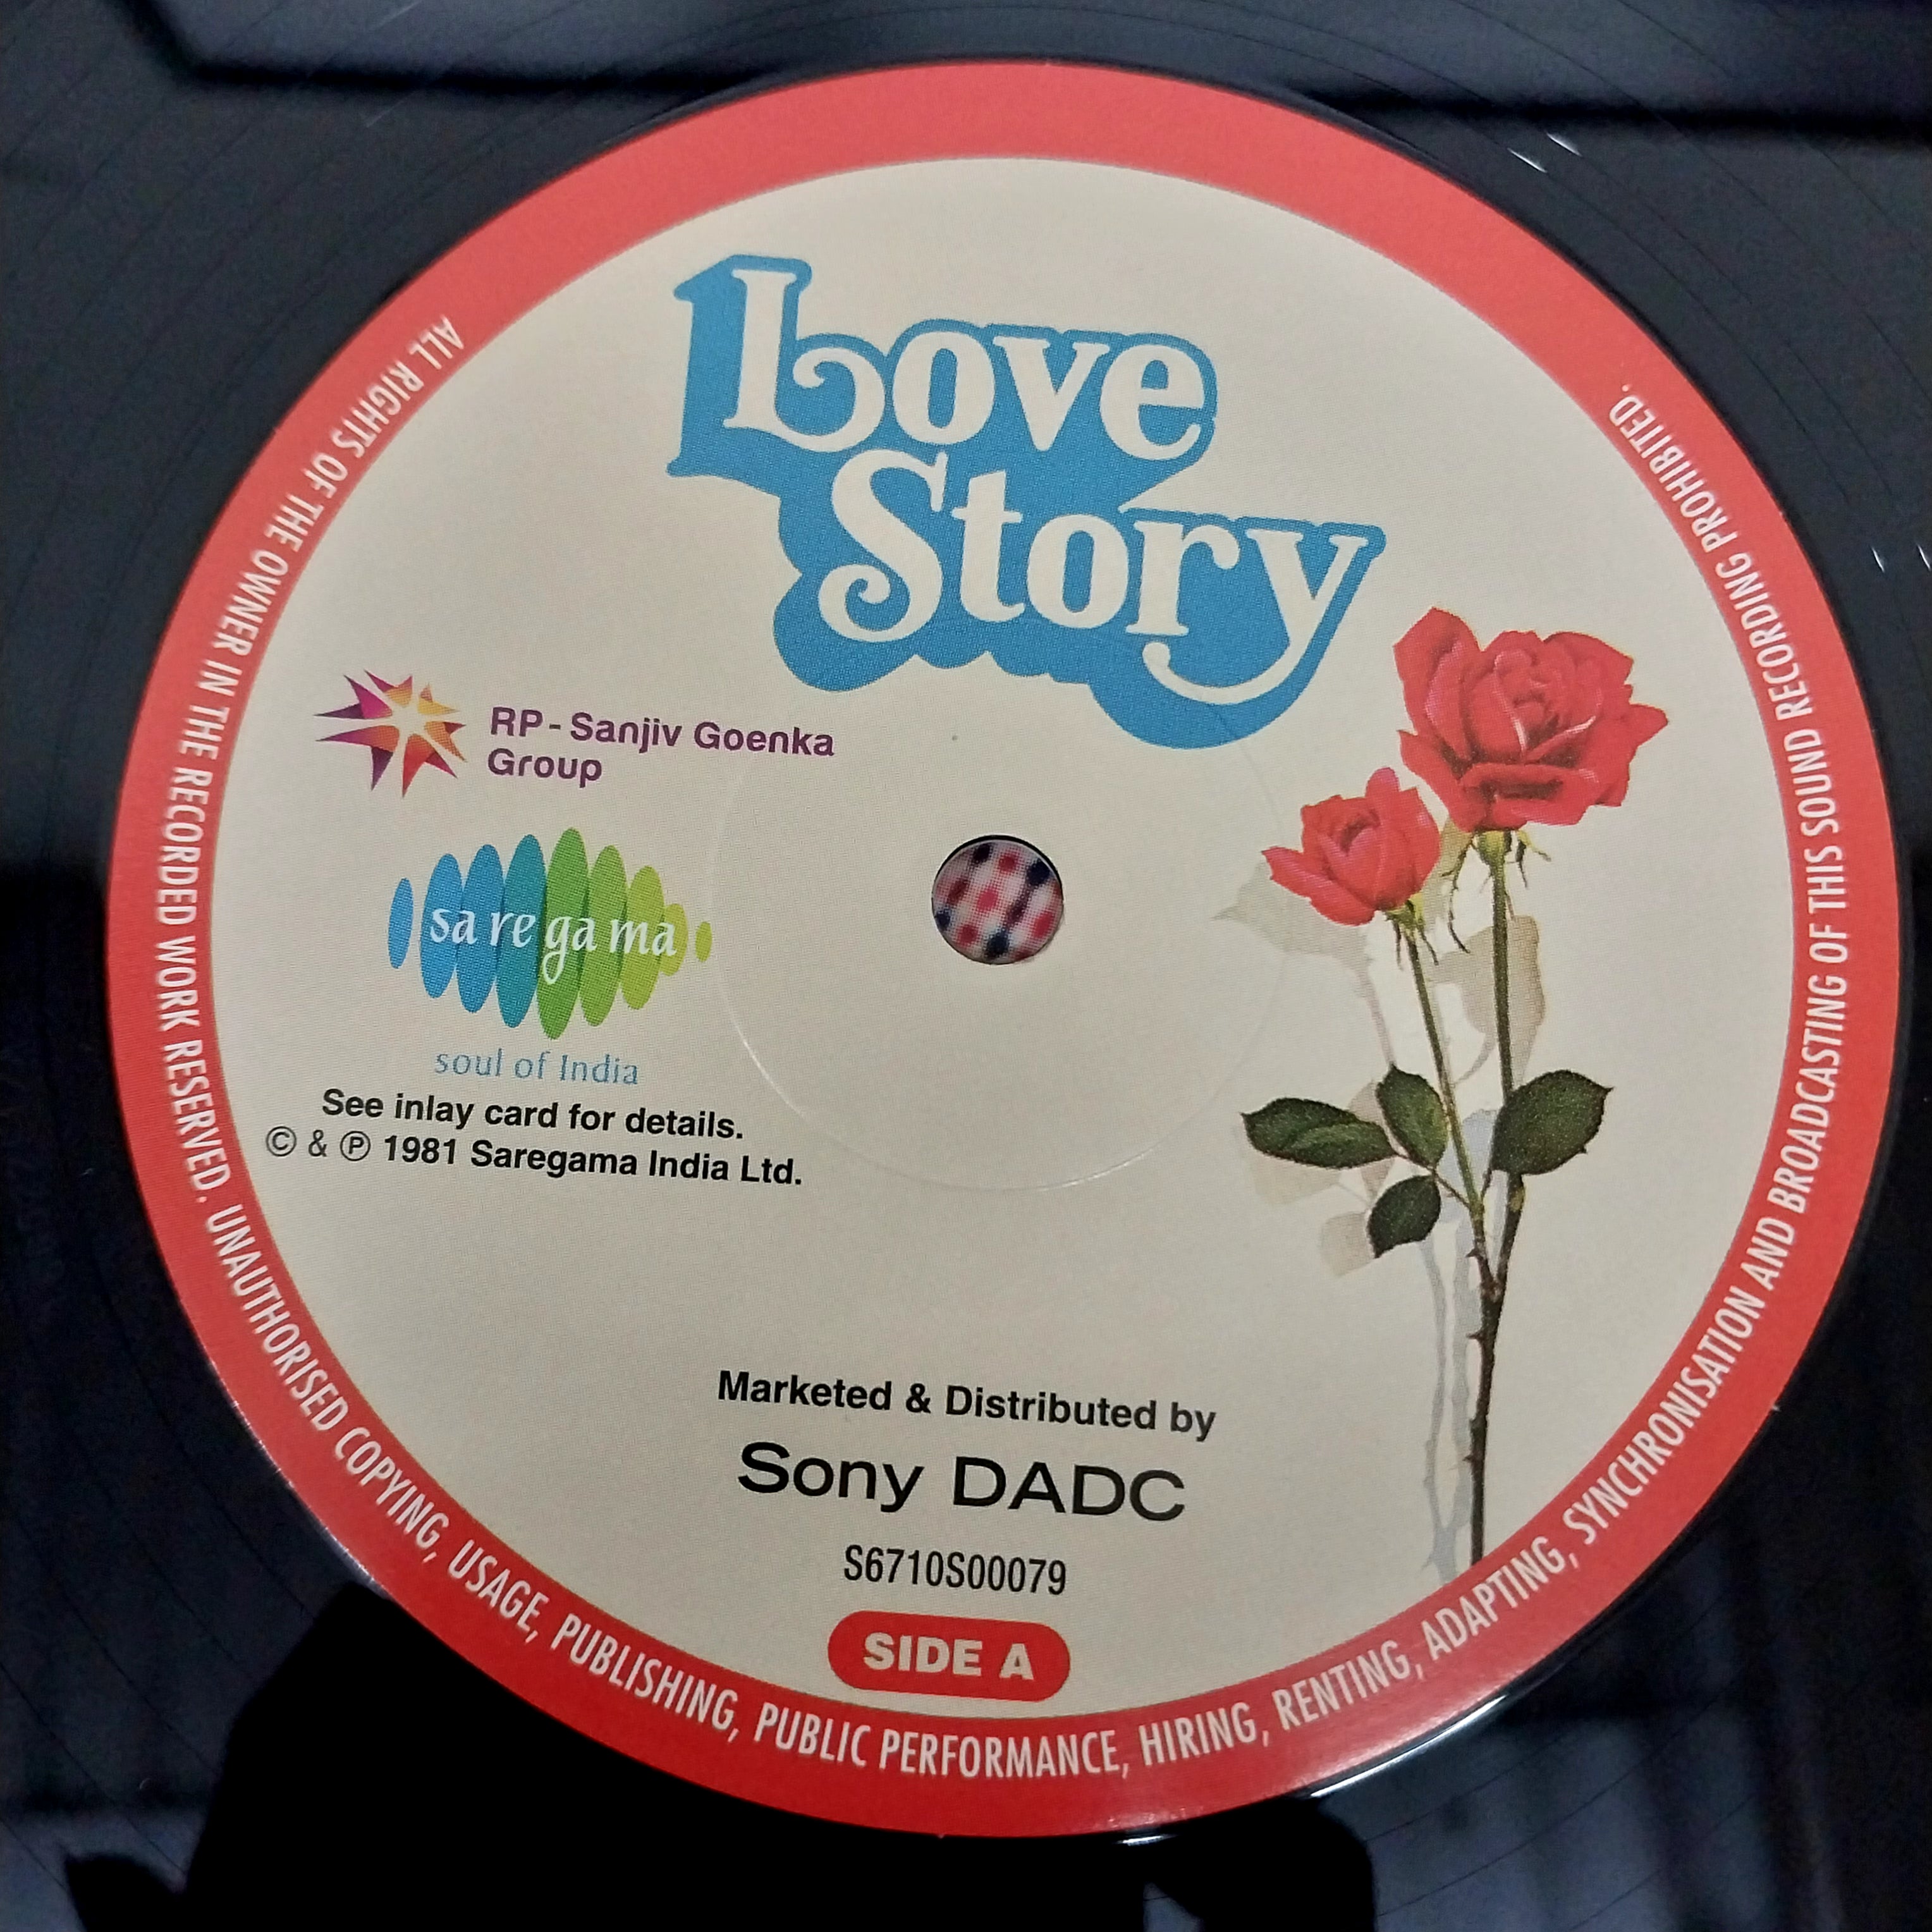 Love
Story
RP-Sanjiv Goenka
Group
sa re ga ma
soul of India
See inlay card for details.
© & ℗ 1981 Saregama India Ltd.
Marketed & Distributed by
Sony DADC
S6710S00079
SIDE A
ALL RIGHTS OF THE OWNER IN THE RECORDED WORK RESERVED. UNAUTHORISED COPYING, USAGE, PUBLISHING, PUBLIC PERFORMANCE, HIRING, RENTING, ADAPTING, SYNCHRONISATION AND BROADCASTING OF THIS SOUND RECORDING PROHIBITED.